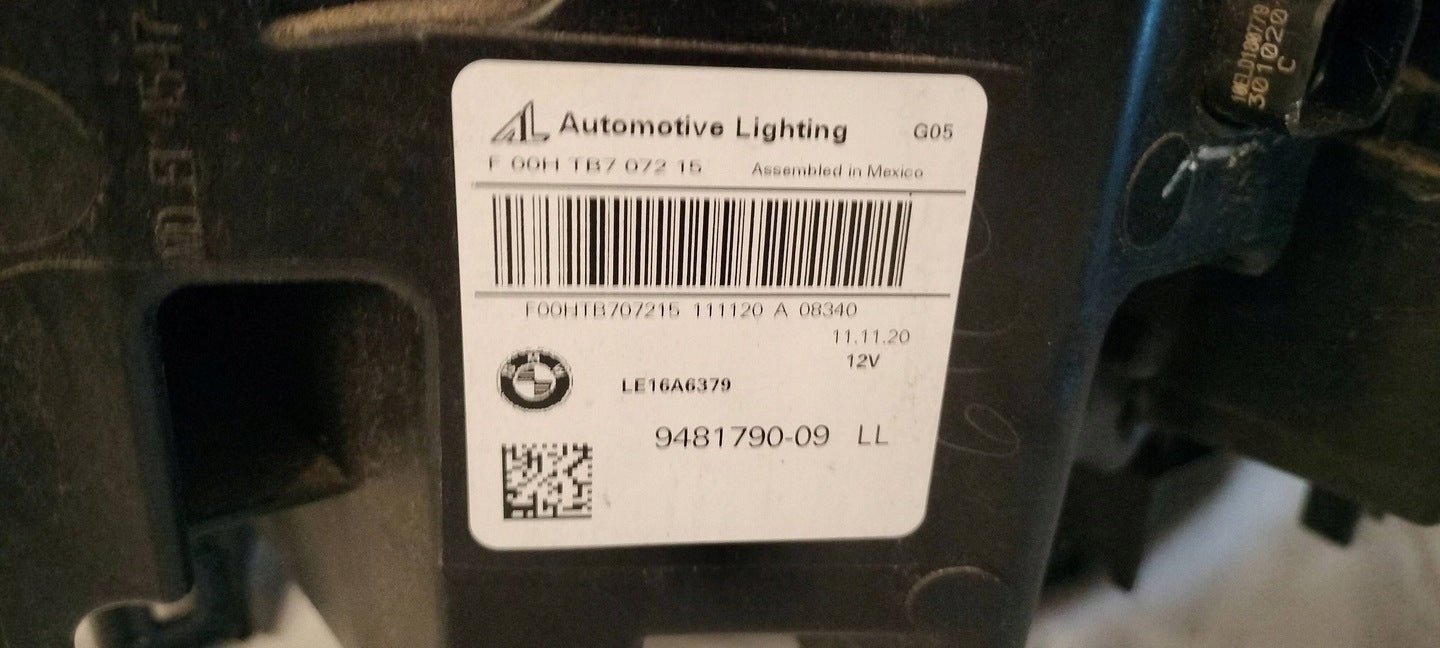 Automotive Lighting
G05
F 00H TB7 072 15
Assembled in Mexico
F00HTB707215 111120 A 08340
11.11.20
12V
BMW
LE16A6379
9481790-09 LL
301020
C